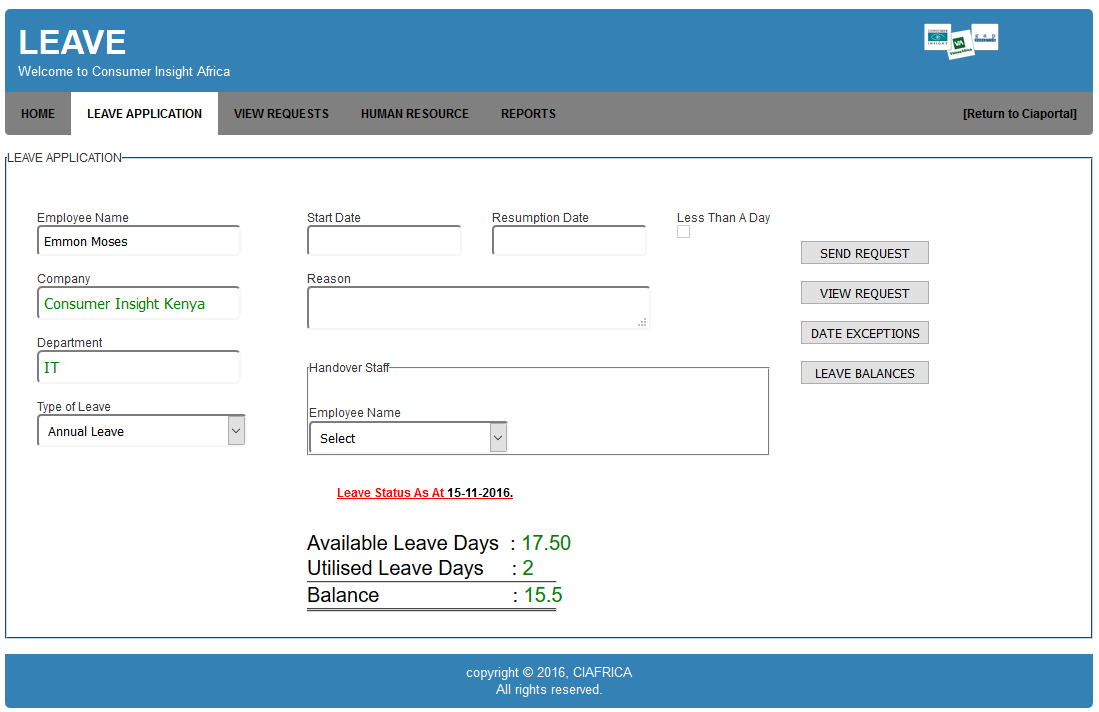 LEAVE
Welcome to Consumer Insight Africa
HOME LEAVE APPLICATION VIEW REQUESTS HUMAN RESOURCE REPORTS [Return to Ciaportal]
LEAVE APPLICATION
Employee Name Start Date Resumption Date Less Than A Day
Emmon Moses
SEND REQUEST
Company Reason
Consumer Insight Kenya
VIEW REQUEST
DATE EXCEPTIONS
Department
IT
Handover Staff
LEAVE BALANCES
Type of Leave
Annual Leave
Employee Name
Select
Leave Status As At 15-11-2016.
Available Leave Days : 17.50
Utilised Leave Days : 2
Balance : 15.5
copyright © 2016, CIAFRICA
All rights reserved.